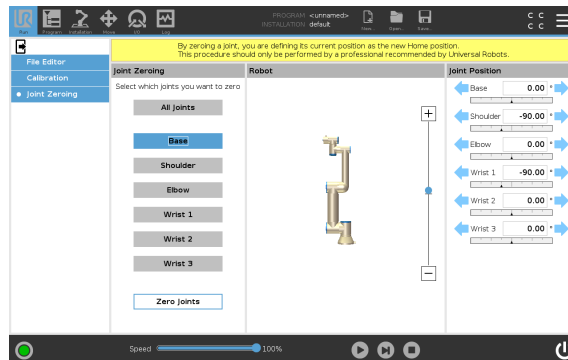 UR
PROGRAM <unnamed>
INSTALLATION default
C C
C C
Run Program Installation Move I/O Log
New... Open... Save...
By zeroing a joint, you are defining its current position as the new Home position.
This procedure should only be performed by a professional recommended by Universal Robots.
File Editor
Calibration
Joint Zeroing
Joint Zeroing
Select which joints you want to zero
All joints
Base
Shoulder
Elbow
Wrist 1
Wrist 2
Wrist 3
Zero joints
Robot
Joint Position
Base 0.00 °
Shoulder -90.00 °
Elbow 0.00 °
Wrist 1 -90.00 °
Wrist 2 0.00 °
Wrist 3 0.00 °
Speed 100%